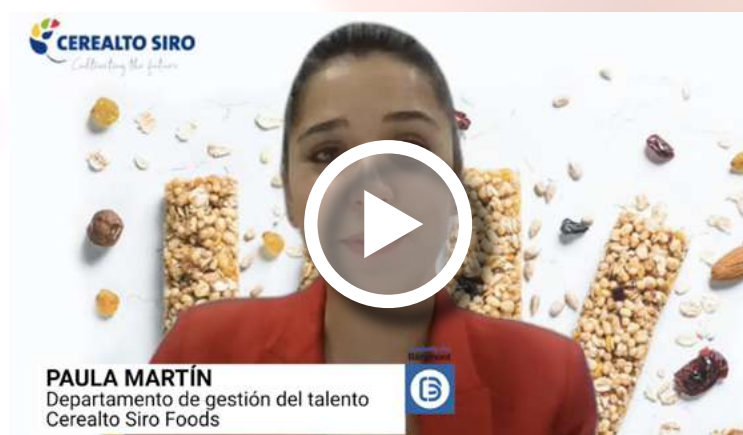 CEREALTO SIRO
Cultivating the future
PAULA MARTÍN
Departamento de gestión del talento
Cerealto Siro Foods